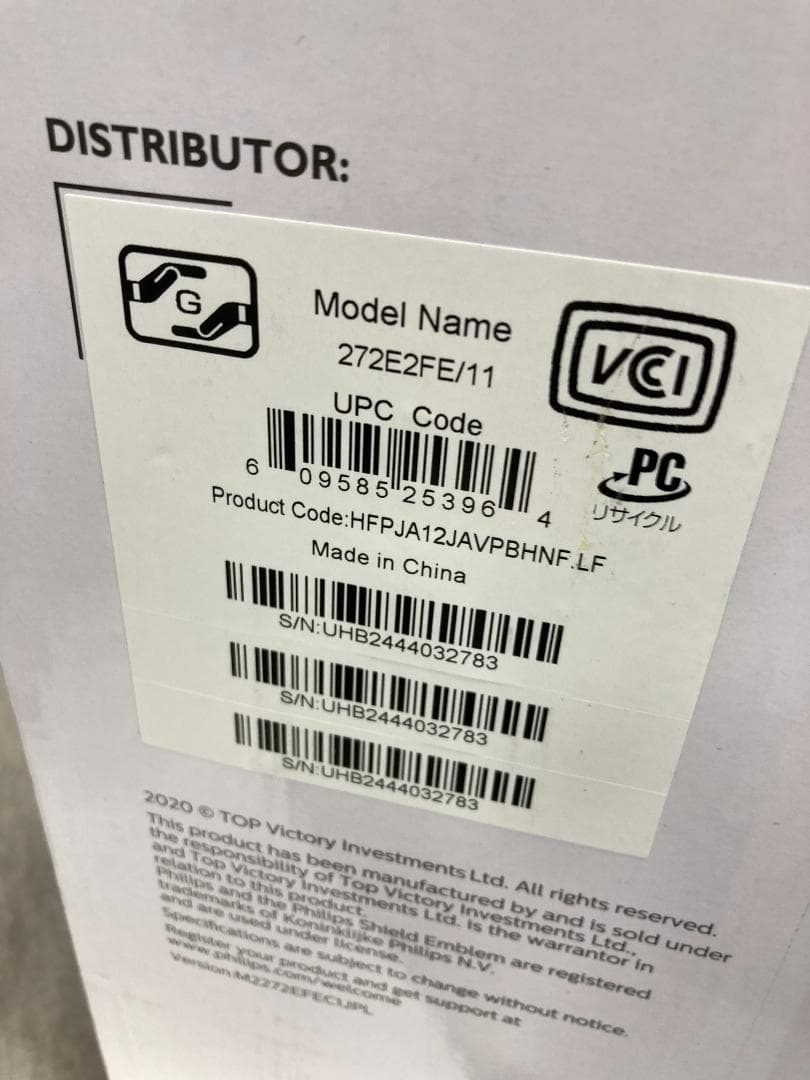 DISTRIBUTOR:
G
Model Name
272E2FE/11
VCCI
UPC Code
6 09585 25396 4
PC
リサイクル
Product Code:HFPJA12JAVPBHNF.LF
Made in China
S/N:UHB2444032783
S/N:UHB2444032783
S/N:UHB2444032783
2020 © TOP Victory Investments Ltd. All rights reserved.
This product has been manufactured by and is sold under
the responsibility of Top Victory Investments Ltd.,
and Top Victory Investments Ltd. is the warrantor in
relation to this product.
Philips and the Philips Shield Emblem are registered
trademarks of Koninklijke Philips N.V.
and are used under license.
Specifications are subject to change without notice.
Register your product and get support at
www.philips.com/welcome
Version:M2272EFEC1JPL